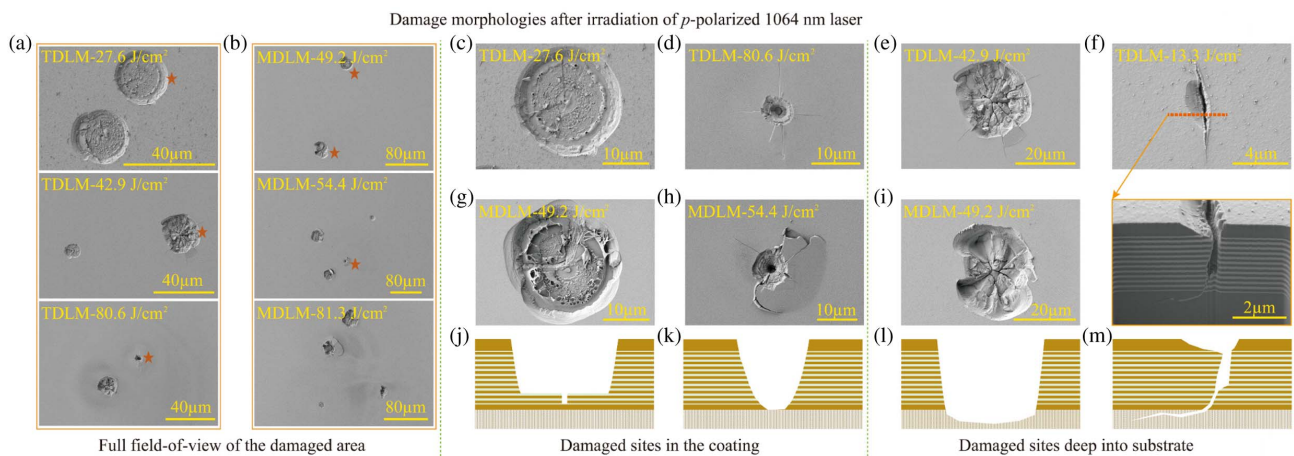 Damage morphologies after irradiation of p-polarized 1064 nm laser
(a)
TDLM-27.6 J/cm²
40µm
TDLM-42.9 J/cm²
40µm
TDLM-80.6 J/cm²
40µm
(b)
MDLM-49.2 J/cm²
80µm
MDLM-54.4 J/cm²
80µm
MDLM-81.3 J/cm²
80µm
Full field-of-view of the damaged area
(c)
TDLM-27.6 J/cm²
10µm
(d)
TDLM-80.6 J/cm²
10µm
(g)
MDLM-49.2 J/cm²
10µm
(h)
MDLM-54.4 J/cm²
10µm
(j)
(k)
Damaged sites in the coating
(e)
TDLM-42.9 J/cm²
20µm
(f)
TDLM-13.3 J/cm²
4µm
(i)
MDLM-49.2 J/cm²
20µm
2µm
(l)
(m)
Damaged sites deep into substrate